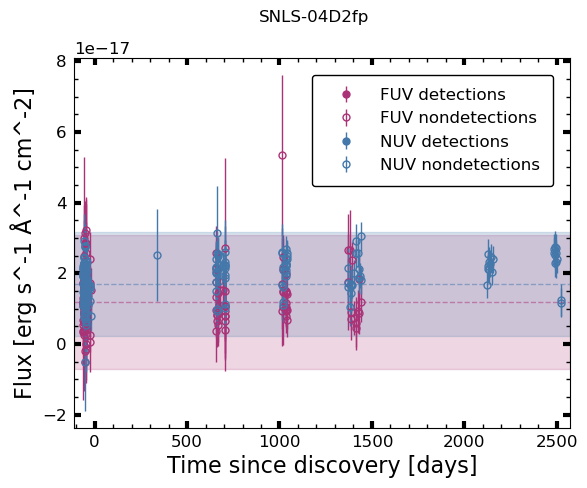 SNLS-04D2fp
1e−17
8
6
4
2
0
−2
Flux [erg s^-1 Å^-1 cm^-2]
FUV detections
FUV nondetections
NUV detections
NUV nondetections
0 500 1000 1500 2000 2500
Time since discovery [days]